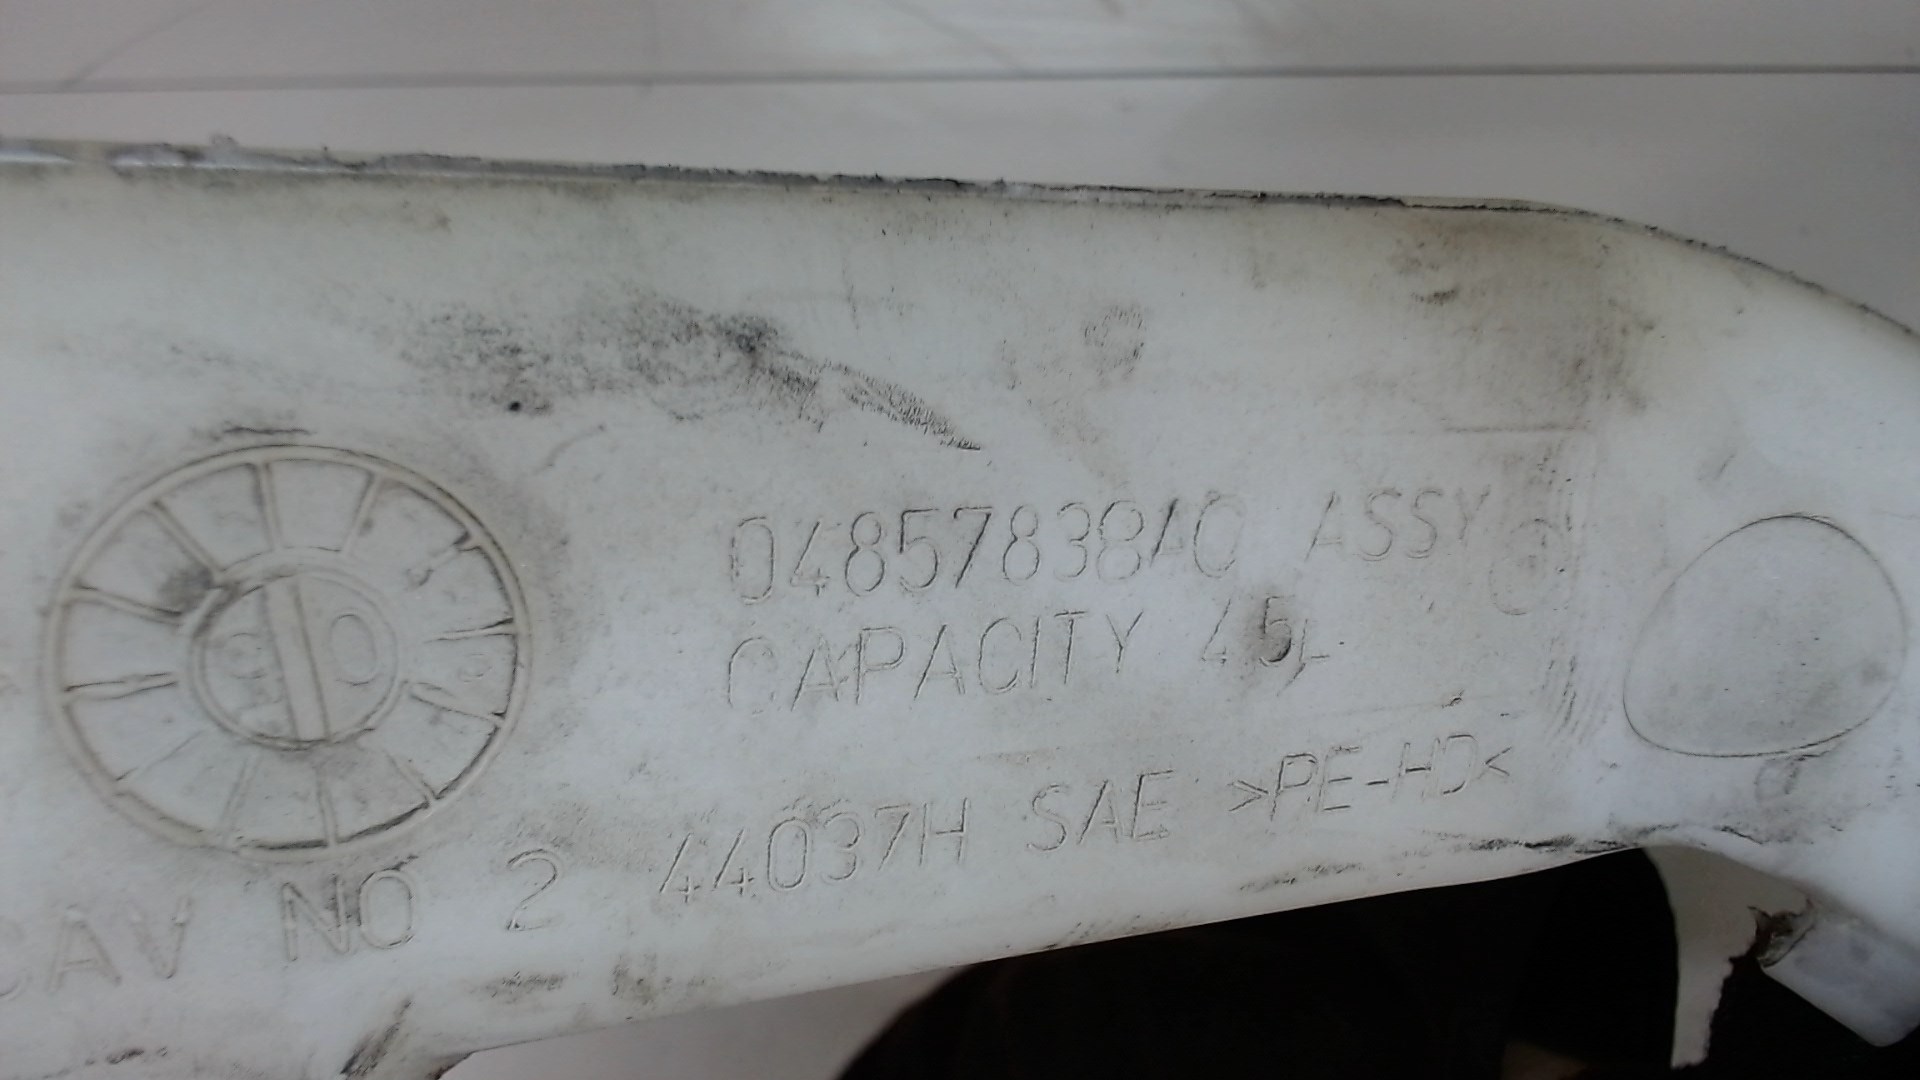 04857838AC ASSY
CAPACITY 4.5L
CAV NO 2 44037H SAE >PE-HD<